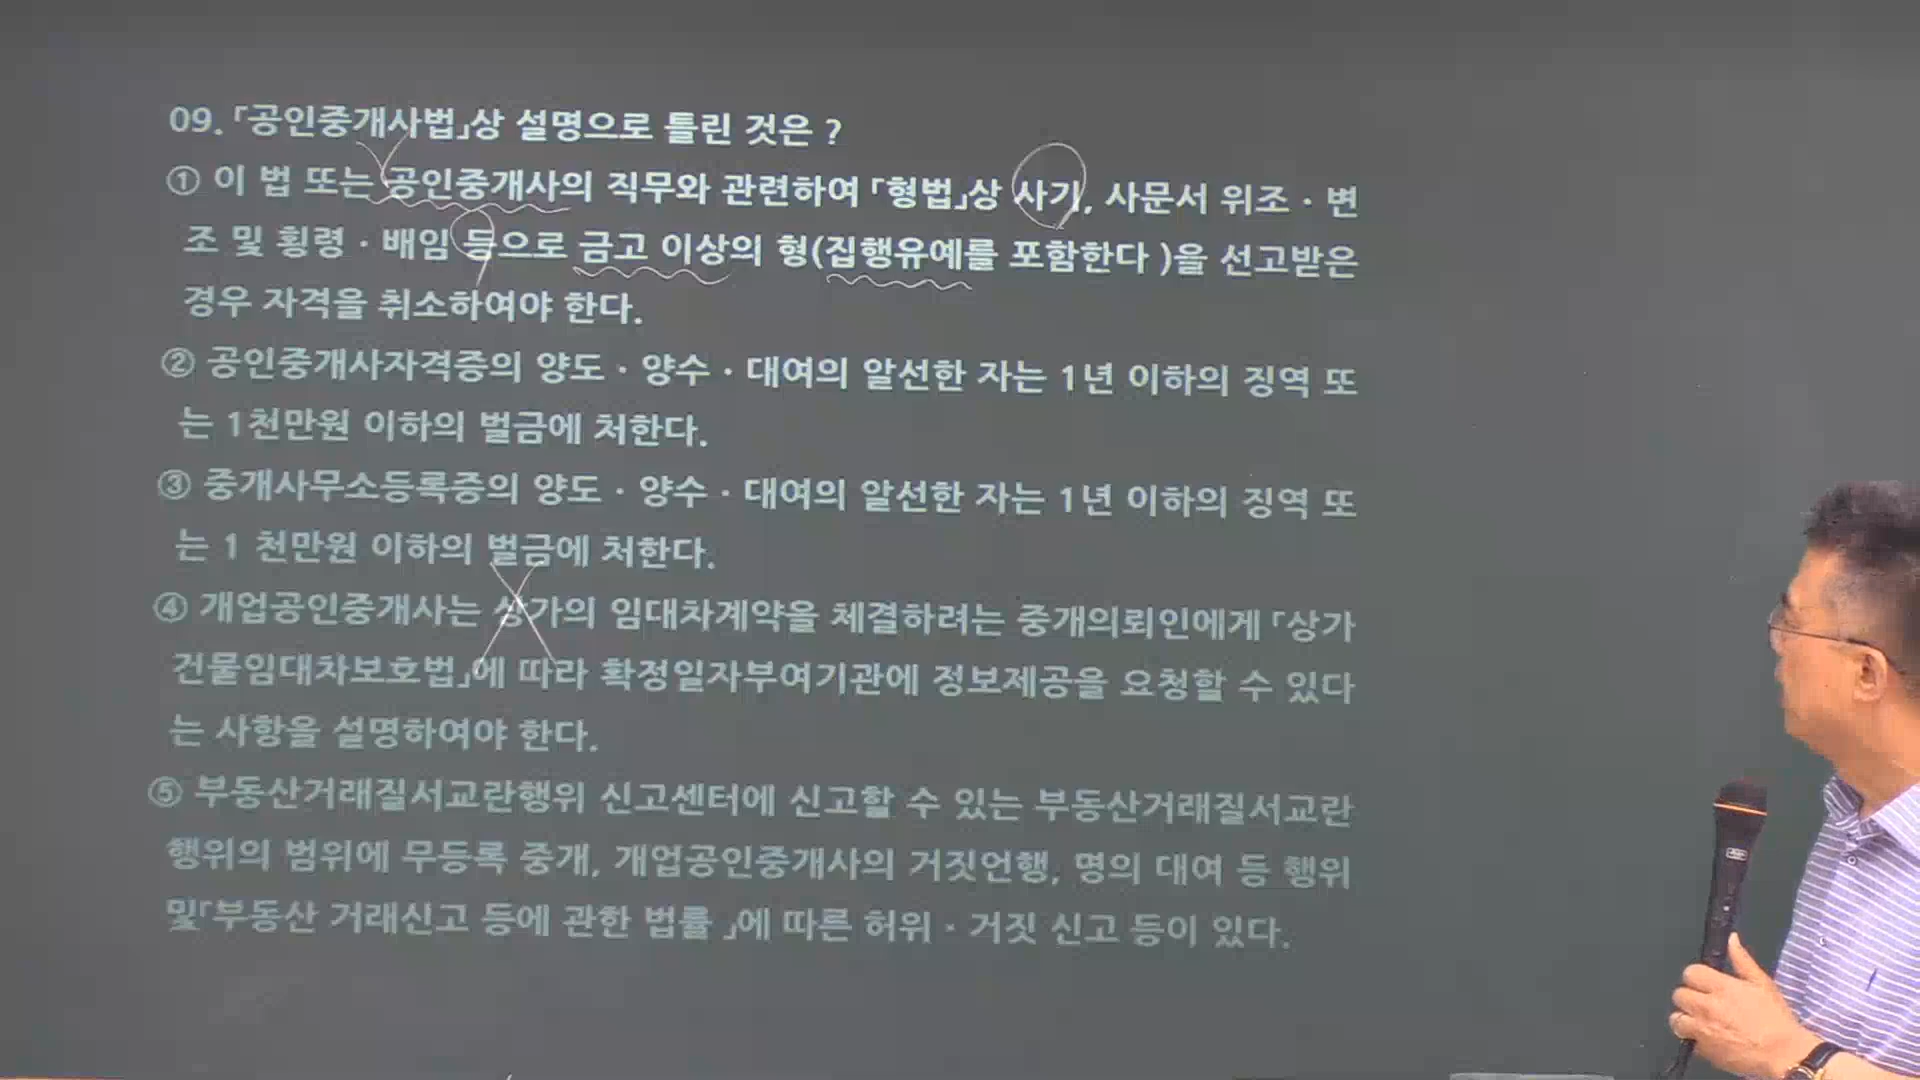 09. 「공인중개사법」상 설명으로 틀린 것은 ?
① 이 법 또는 공인중개사의 직무와 관련하여 「형법」상 사기, 사문서 위조 · 변
조 및 횡령 · 배임 등으로 금고 이상의 형(집행유예를 포함한다 )을 선고받은
경우 자격을 취소하여야 한다.
② 공인중개사자격증의 양도 · 양수 · 대여의 알선한 자는 1년 이하의 징역 또
는 1천만원 이하의 벌금에 처한다.
③ 중개사무소등록증의 양도 · 양수 · 대여의 알선한 자는 1년 이하의 징역 또
는 1 천만원 이하의 벌금에 처한다.
④ 개업공인중개사는 상가의 임대차계약을 체결하려는 중개의뢰인에게 「상가
건물임대차보호법」에 따라 확정일자부여기관에 정보제공을 요청할 수 있다
는 사항을 설명하여야 한다.
⑤ 부동산거래질서교란행위 신고센터에 신고할 수 있는 부동산거래질서교란
행위의 범위에 무등록 중개, 개업공인중개사의 거짓언행, 명의 대여 등 행위
및「부동산 거래신고 등에 관한 법률 」에 따른 허위 · 거짓 신고 등이 있다.